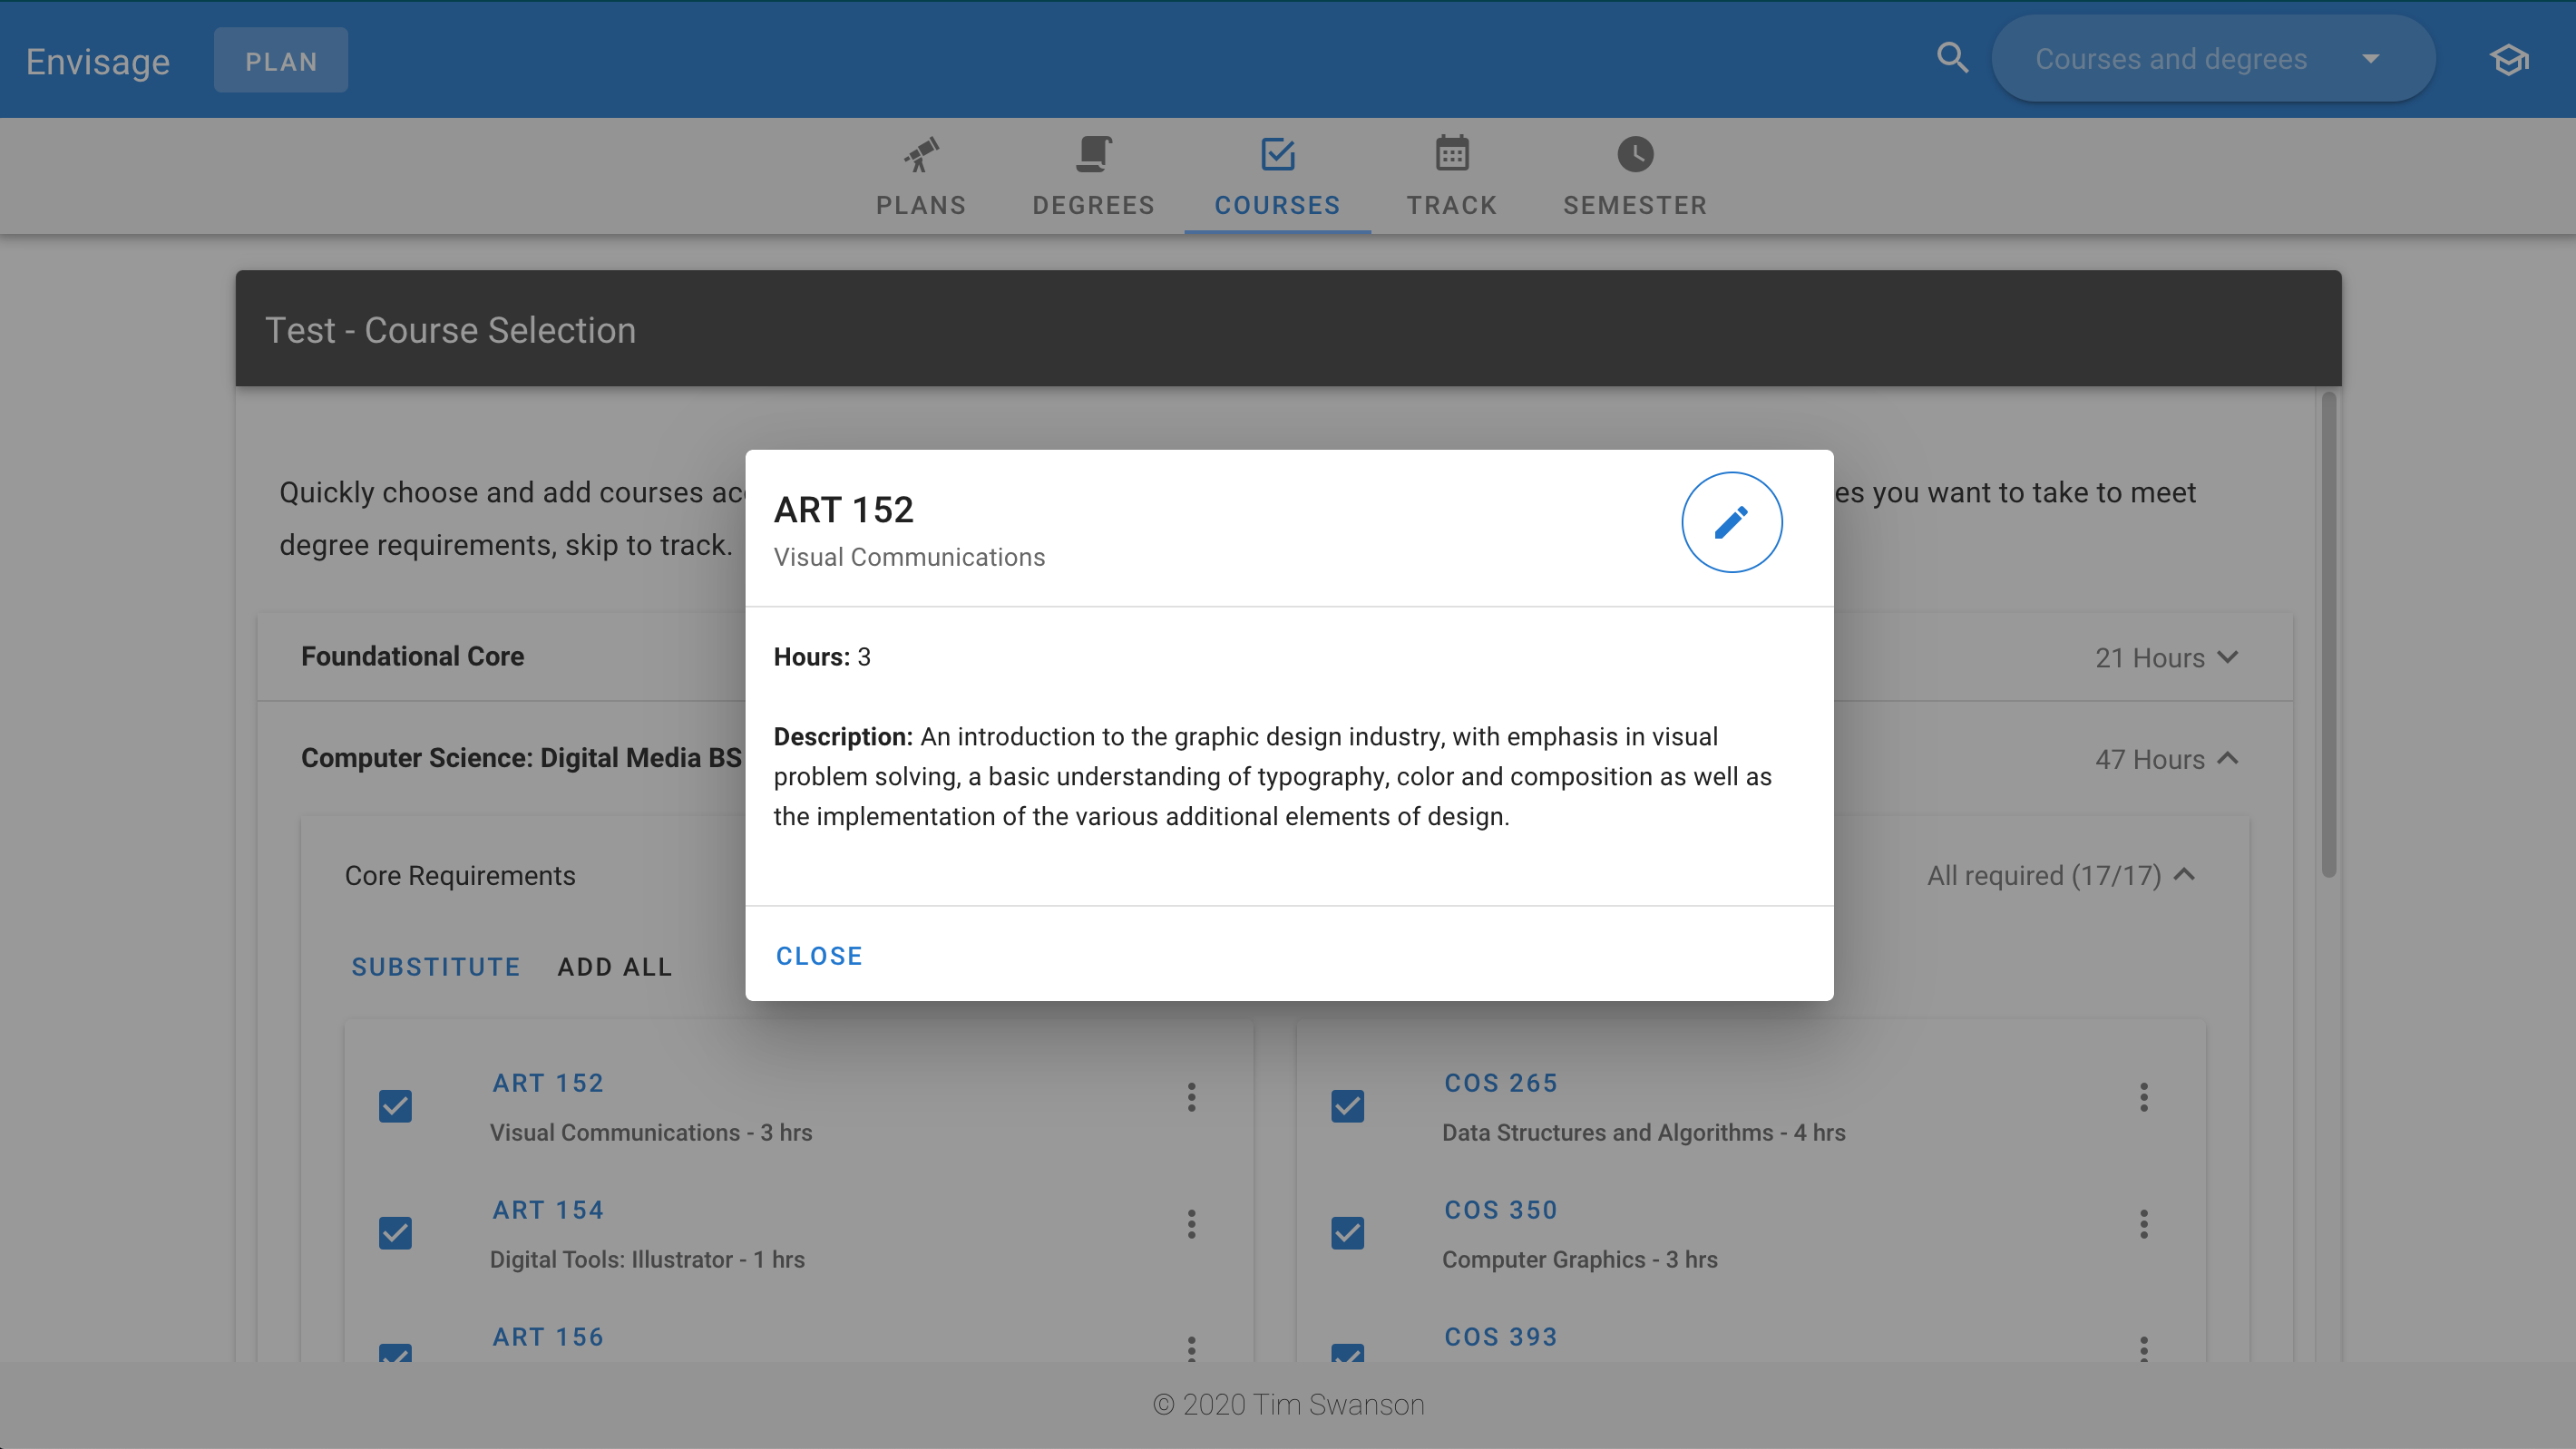 Envisage
PLAN
Courses and degrees
PLANS
DEGREES
COURSES
TRACK
SEMESTER
Test - Course Selection
Quickly choose and add courses
es you want to take to meet
degree requirements, skip to track.
ART 152
Visual Communications
Hours: 3
Description: An introduction to the graphic design industry, with emphasis in visual
problem solving, a basic understanding of typography, color and composition as well as
the implementation of the various additional elements of design.
CLOSE
Foundational Core
21 Hours
Computer Science: Digital Media BS
47 Hours
Core Requirements
All required (17/17)
SUBSTITUTE
ADD ALL
ART 152
Visual Communications - 3 hrs
COS 265
Data Structures and Algorithms - 4 hrs
ART 154
Digital Tools: Illustrator - 1 hrs
COS 350
Computer Graphics - 3 hrs
ART 156
COS 393
© 2020 Tim Swanson